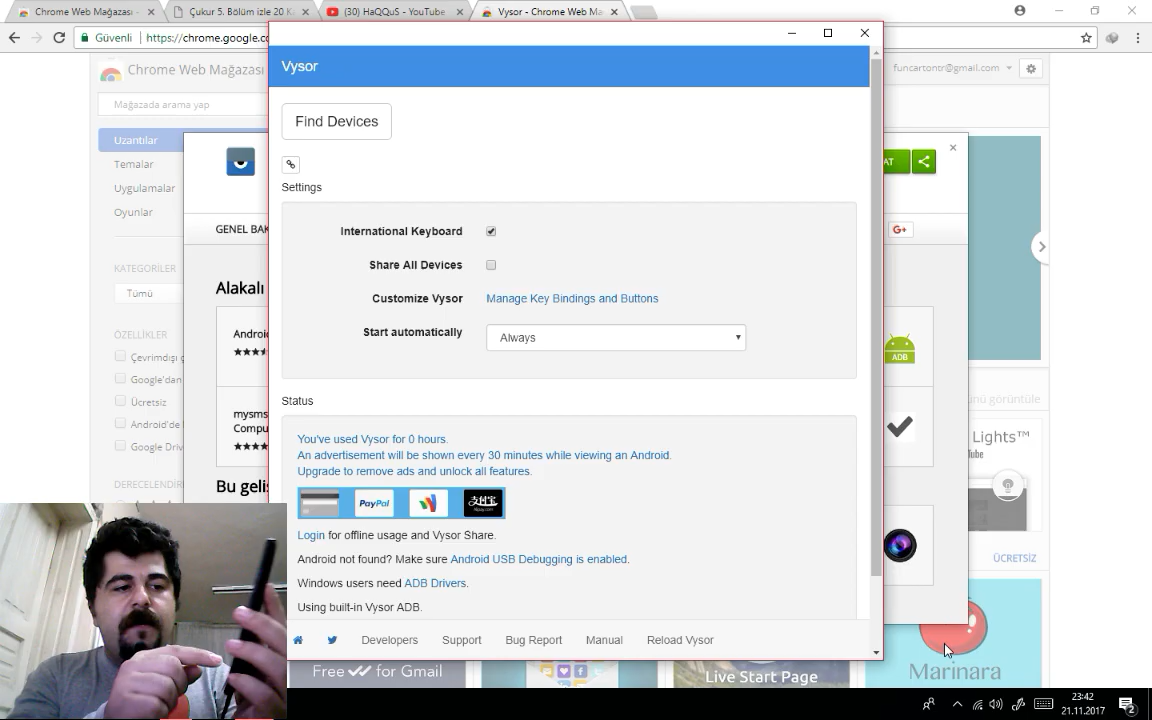 Chrome Web Mağazası -
Çukur 5. Bölüm izle 20 K
(30) HaQQuS - YouTube
Vysor - Chrome Web Ma
Güvenli
https://chrome.google.co
Chrome Web Mağazası
funcartontr@gmail.com
Mağazada arama yap
Uzantılar
Temalar
Uygulamalar
Oyunlar
KATEGORİLER
Tümü
ÖZELLİKLER
Çevrimdışı ç
Google'dan
Ücretsiz
Android'de
Google Driv
DERECELENDİR
GENEL BAK
Alakalı
Android
mysms
Compu
Bu geliş
AT
G+
ADB
ünü görüntüle
Lights™
Tube
ÜCRETSİZ
Marinara
Vysor
Find Devices
Settings
International Keyboard
Share All Devices
Customize Vysor
Manage Key Bindings and Buttons
Start automatically
Always
Status
You've used Vysor for 0 hours.
An advertisement will be shown every 30 minutes while viewing an Android.
Upgrade to remove ads and unlock all features.
PayPal
支付宝
Login for offline usage and Vysor Share.
Android not found? Make sure Android USB Debugging is enabled.
Windows users need ADB Drivers.
Using built-in Vysor ADB.
Developers
Support
Bug Report
Manual
Reload Vysor
Free for Gmail
Live Start Page
23:42
21.11.2017
2